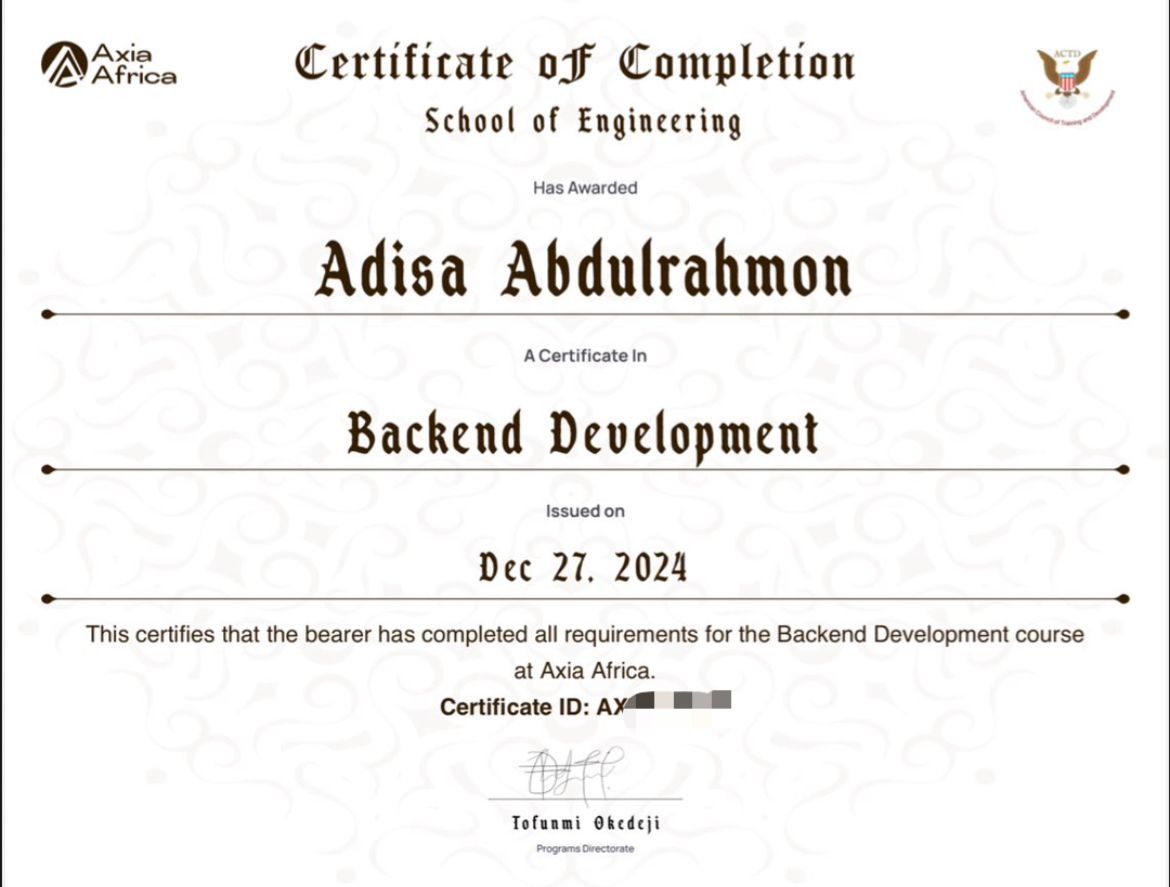 Axia
Africa
Certificate of Completion
ACTD
American Council of Training and Development
School of Engineering
Has Awarded
Adisa Abdulrahmon
A Certificate In
Backend Development
Issued on
Dec 27, 2024
This certifies that the bearer has completed all requirements for the Backend Development course
at Axia Africa.
Certificate ID: AX
Tofunmi Okedeji
Programs Directorate